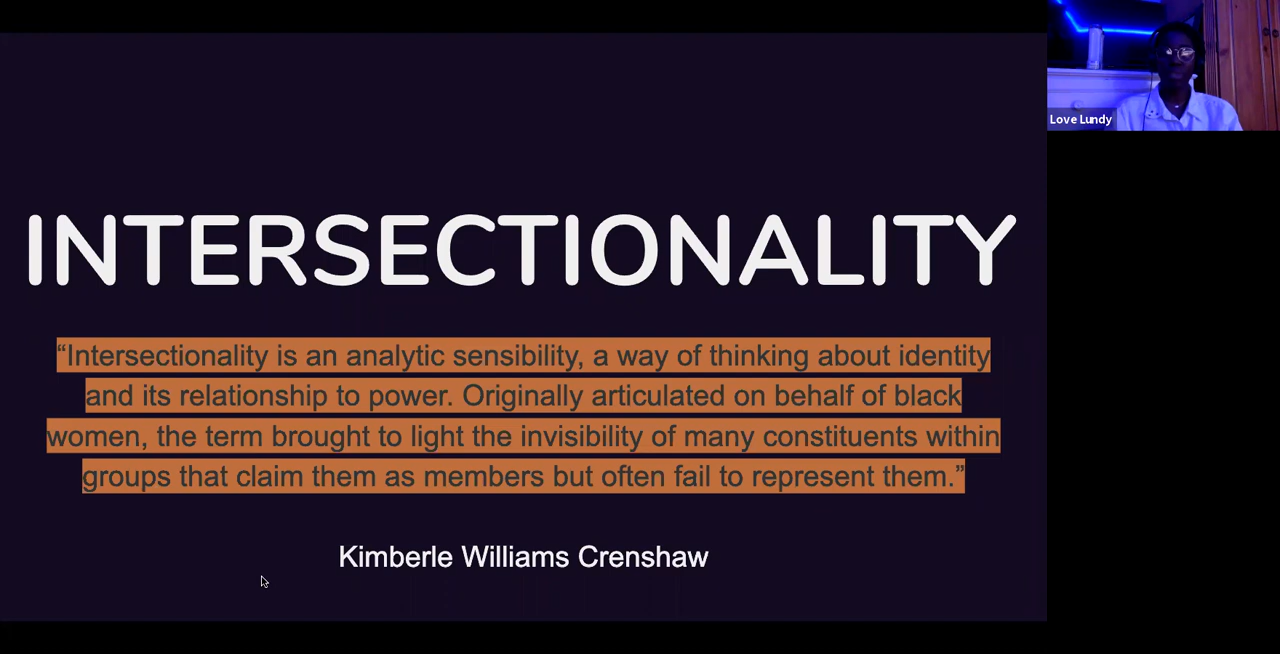 INTERSECTIONALITY
“Intersectionality is an analytic sensibility, a way of thinking about identity
and its relationship to power. Originally articulated on behalf of black
women, the term brought to light the invisibility of many constituents within
groups that claim them as members but often fail to represent them.”
Kimberle Williams Crenshaw
Love Lundy